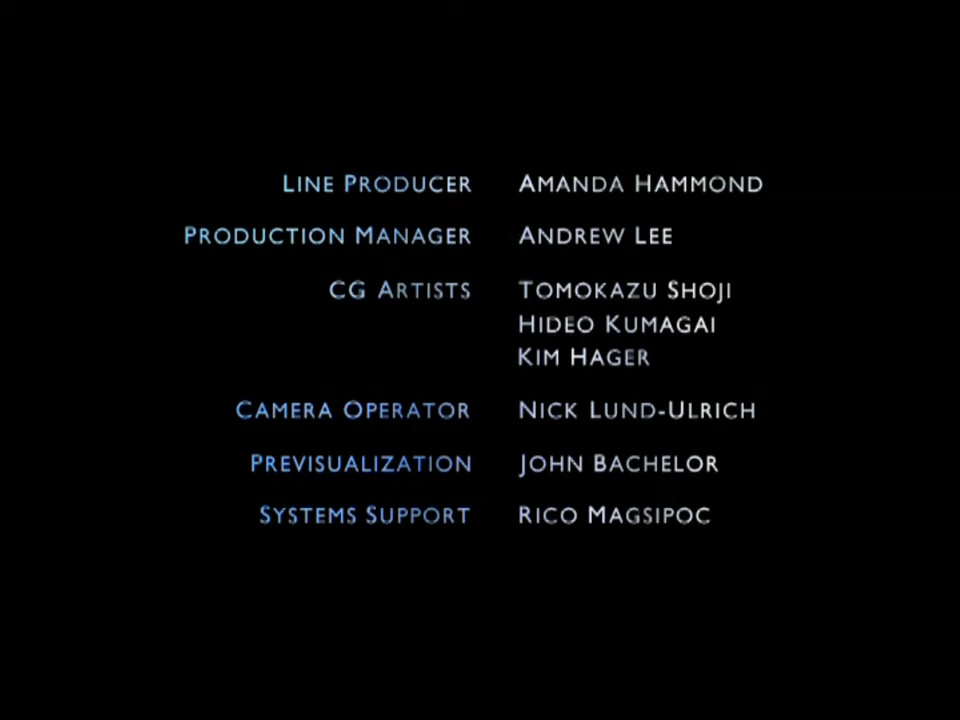 LINE PRODUCER AMANDA HAMMOND
PRODUCTION MANAGER ANDREW LEE
CG ARTISTS TOMOKAZU SHOJI
HIDEO KUMAGAI
KIM HAGER
CAMERA OPERATOR NICK LUND-ULRICH
PREVISUALIZATION JOHN BACHELOR
SYSTEMS SUPPORT RICO MAGSIPOC